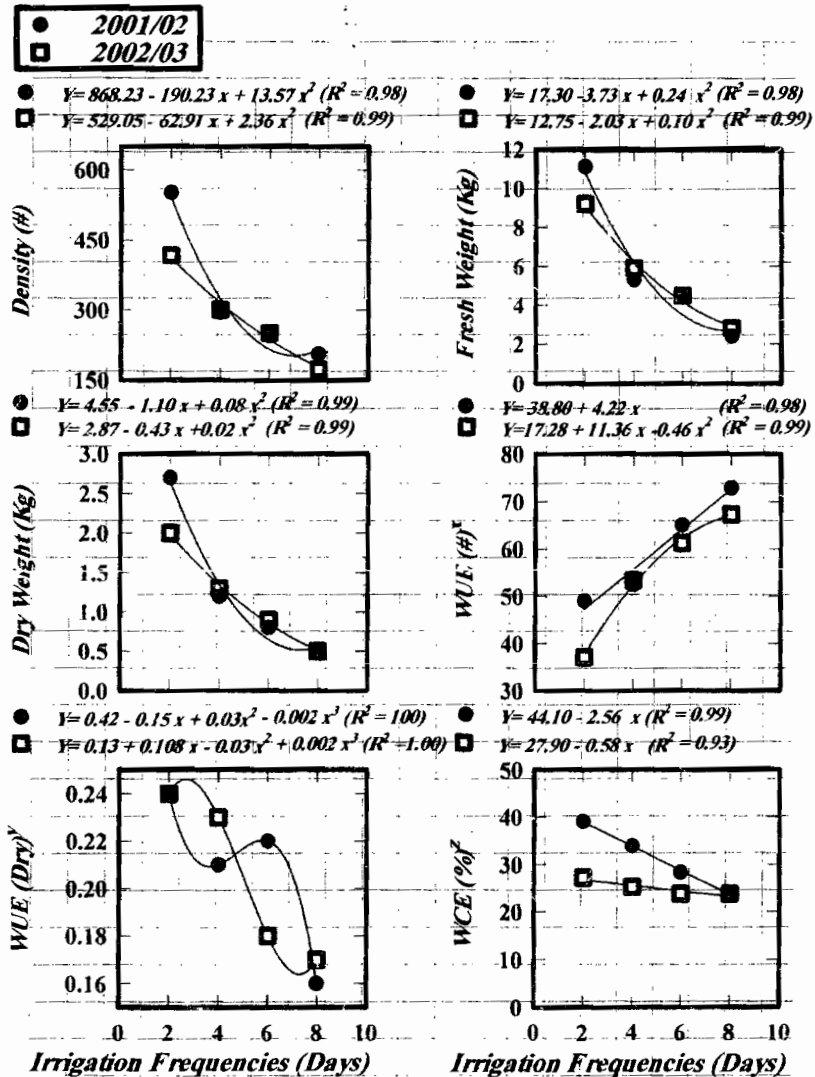 2001/02
2002/03
Y= 868.23 - 190.23 x + 13.57 x² (R² = 0.98)
Y= 529.05 - 62.91 x + 2.36 x² (R² = 0.99)
600
450
300
150
Density (#)
Y= 17.30 -3.73 x + 0.24 x² (R² = 0.98)
Y= 12.75 - 2.03 x + 0.10 x² (R² = 0.99)
12
10
8
6
4
2
0
Fresh Weight (Kg)
Y= 4.55 - 1.10 x + 0.08 x² (R² = 0.99)
Y= 2.87 - 0.43 x +0.02 x² (R² = 0.99)
3.0
2.5
2.0
1.5
1.0
0.5
0.0
Dry Weight (Kg)
Y= 38.80 + 4.22 x (R² = 0.98)
Y=17.28 + 11.36 x -0.46 x² (R² = 0.99)
80
70
60
50
40
30
WUE (#)ˣ
Y= 0.42 - 0.15 x + 0.03x² - 0.002 x³ (R² = 100)
Y= 0.13 + 0.108 x - 0.03 x² + 0.002 x³ (R² =1.00)
0.24
0.22
0.20
0.18
0.16
WUE (Dry)ʸ
0 2 4 6 8 10
Irrigation Frequencies (Days)
Y= 44.10 - 2.56 x (R² = 0.99)
Y= 27.90 - 0.58 x (R² = 0.93)
50
40
30
20
10
0
WCE (%)ᶻ
0 2 4 6 8 10
Irrigation Frequencies (Days)